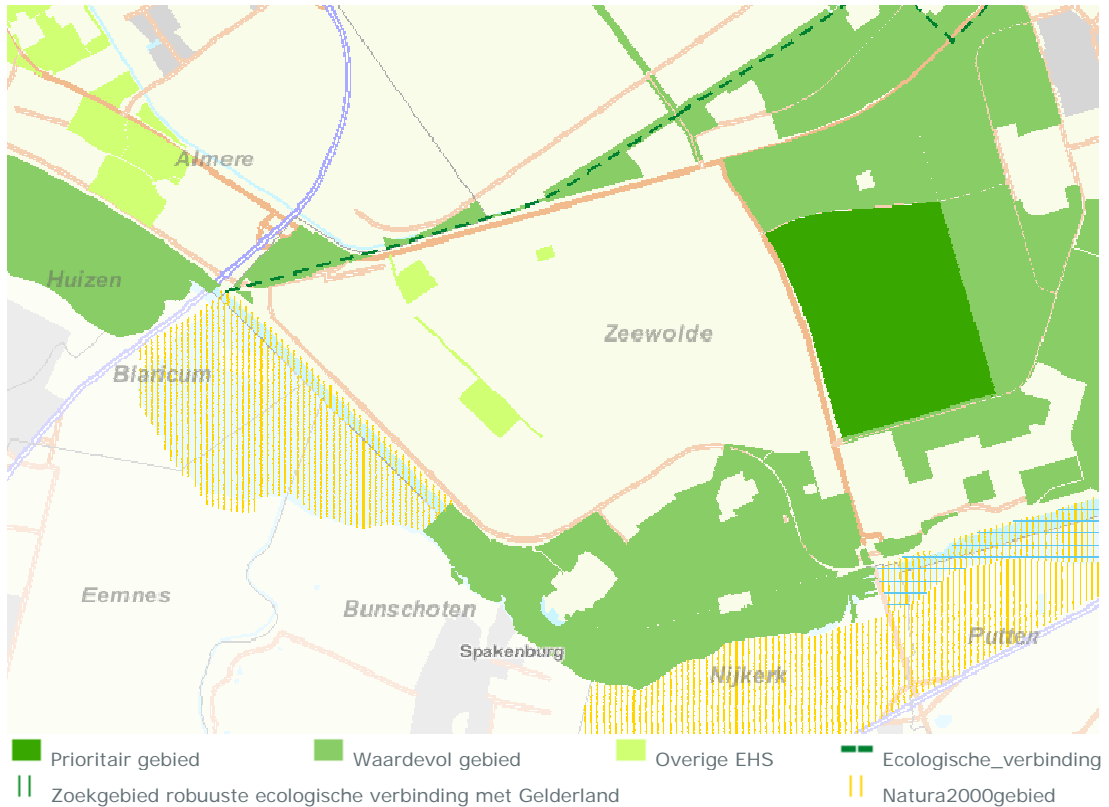 Almere
Huizen
Zeewolde
Blaricum
Eemnes
Bunschoten
Spakenburg
Putten
Nijkerk
Prioritair gebied
Waardevol gebied
Overige EHS
Ecologische_verbinding
Zoekgebied robuuste ecologische verbinding met Gelderland
Natura2000gebied